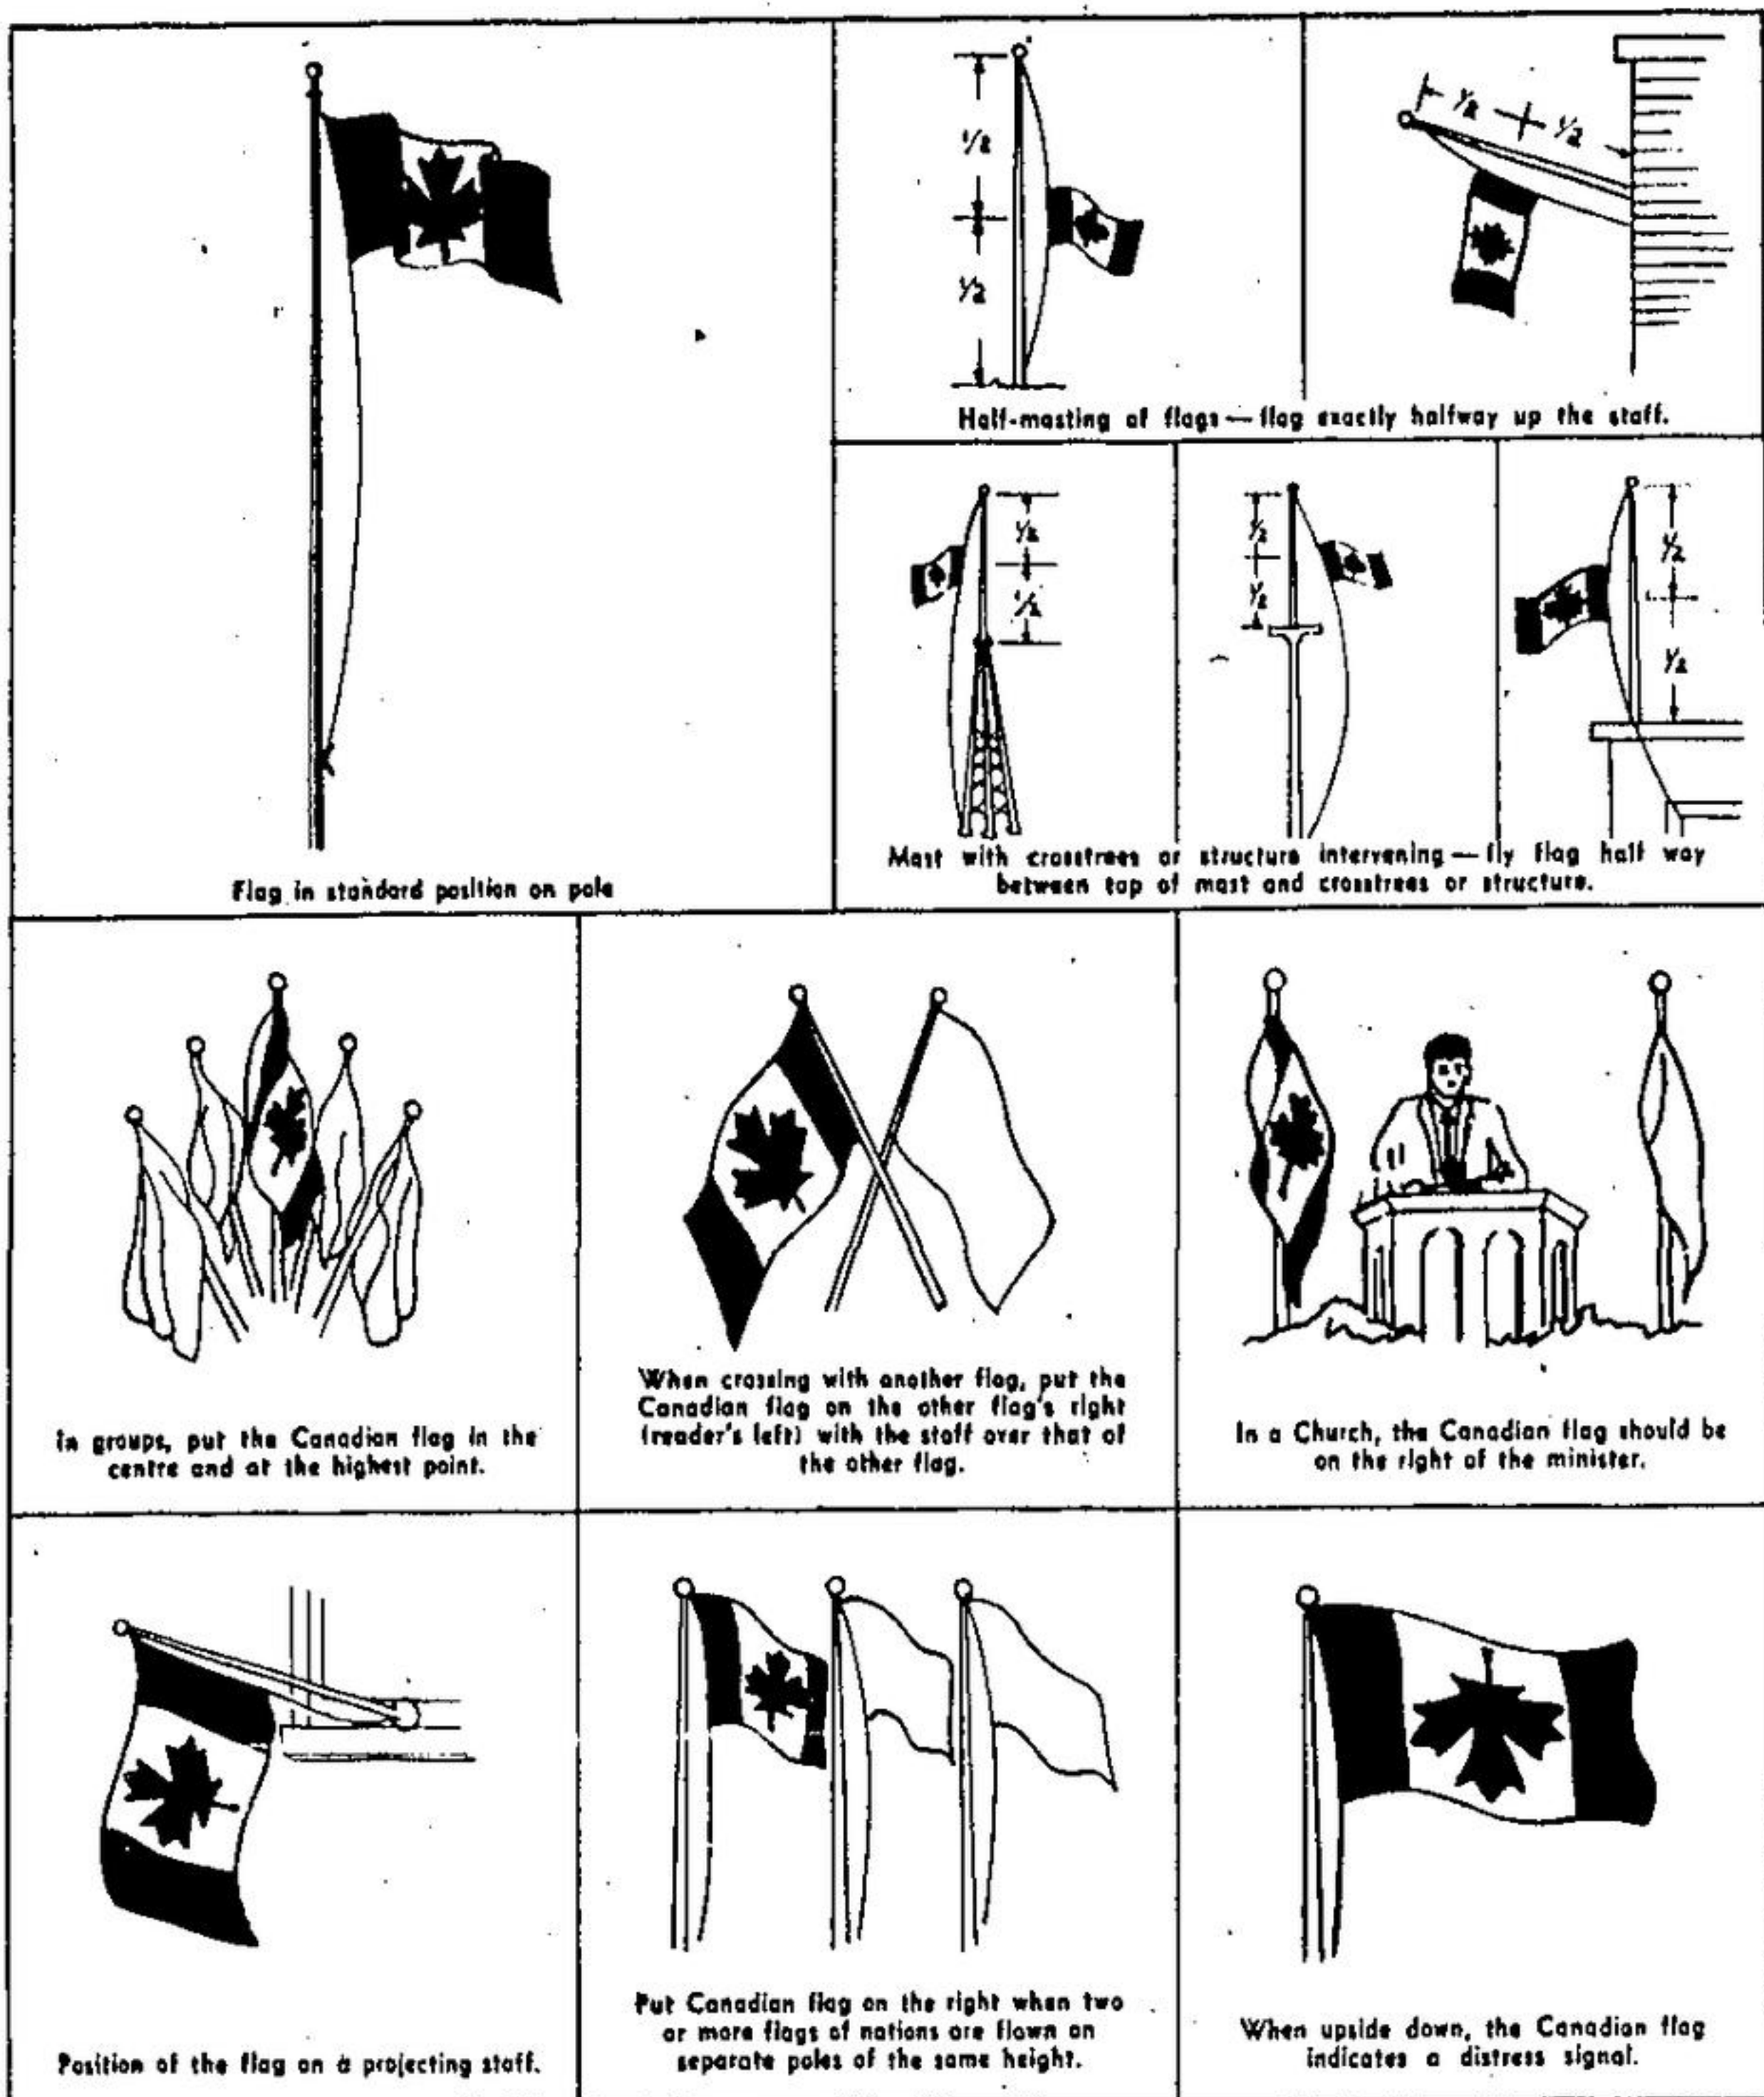 1/2
1/2
1/2
1/2
Half-masting of flags — flag exactly halfway up the staff.
1/2
1/2
1/2
1/2
1/2
1/2
Mast with crosstrees or structure intervening — fly flag half way
between top of mast and crosstrees or structure.
Flag in standard position on pole
In groups, put the Canadian flag in the
centre and at the highest point.
When crossing with another flag, put the
Canadian flag on the other flag's right
(reader's left) with the staff over that of
the other flag.
In a Church, the Canadian flag should be
on the right of the minister.
Position of the flag on a projecting staff.
Put Canadian flag on the right when two
or more flags of nations are flown on
separate poles of the same height.
When upside down, the Canadian flag
indicates a distress signal.